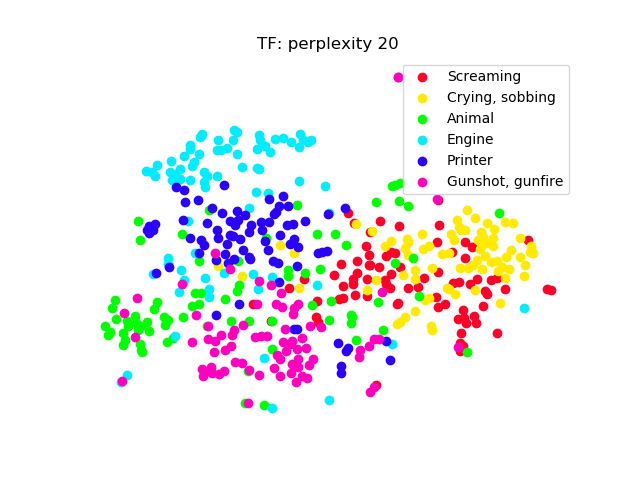 TF: perplexity 20
Screaming
Crying, sobbing
Animal
Engine
Printer
Gunshot, gunfire